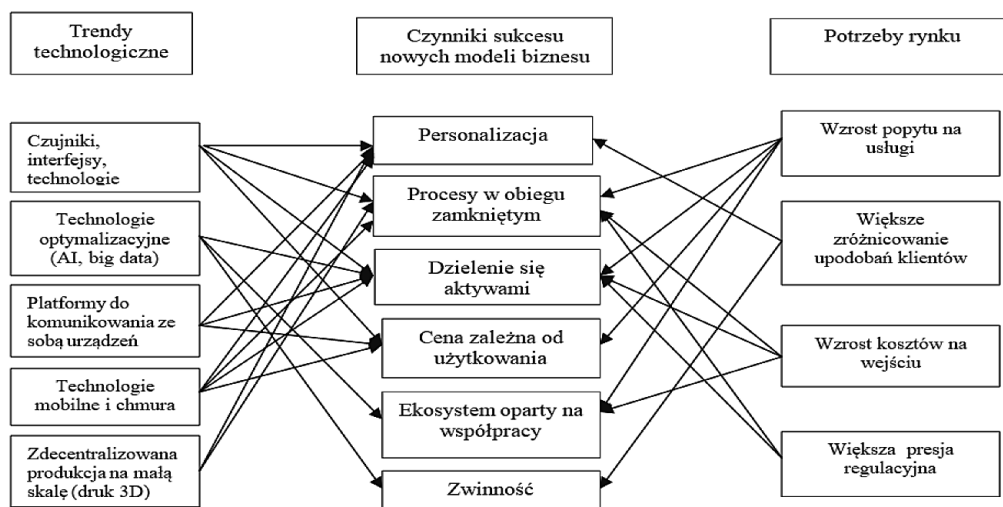 Trendy
technologiczne
Czynniki sukcesu
nowych modeli biznesu
Potrzeby rynku
Czujniki,
interfejsy,
technologie
Technologie
optymalizacyjne
(AI, big data)
Platformy do
komunikowania ze
sobą urządzeń
Technologie
mobilne i chmura
Zdecentralizowana
produkcja na małą
skalę (druk 3D)
Personalizacja
Procesy w obiegu
zamkniętym
Dzielenie się
aktywami
Cena zależna od
użytkowania
Ekosystem oparty na
współpracy
Zwinność
Wzrost popytu na
usługi
Większe
zróżnicowanie
upodobań klientów
Wzrost kosztów na
wejściu
Większa presja
regulacyjna